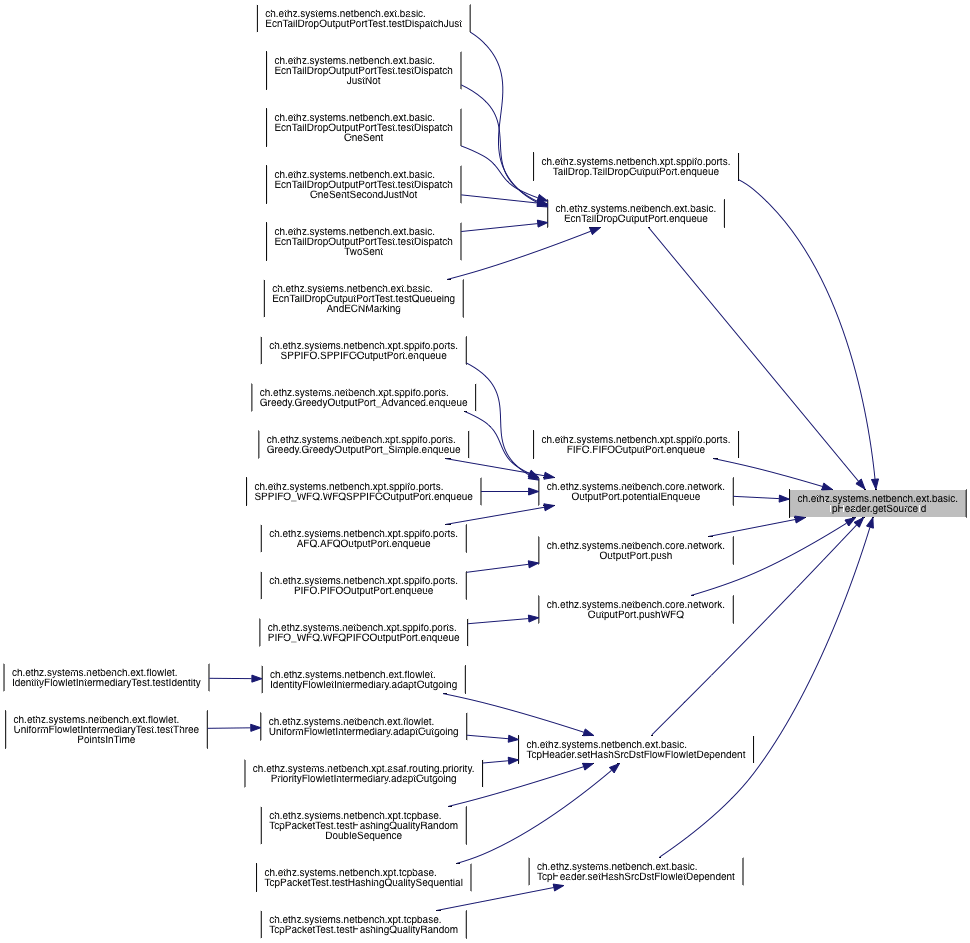 ch.ethz.systems.netbench.ext.basic.
EcnTailDropOutputPortTest.testDispatchJust
ch.ethz.systems.netbench.ext.basic.
EcnTailDropOutputPortTest.testDispatch
JustNot
ch.ethz.systems.netbench.ext.basic.
EcnTailDropOutputPortTest.testDispatch
OneSent
ch.ethz.systems.netbench.ext.basic.
EcnTailDropOutputPortTest.testDispatch
OneSentSecondJustNot
ch.ethz.systems.netbench.ext.basic.
EcnTailDropOutputPortTest.testDispatch
TwoSent
ch.ethz.systems.netbench.ext.basic.
EcnTailDropOutputPortTest.testQueueing
AndECNMarking
ch.ethz.systems.netbench.xpt.sppifo.ports.
TailDrop.TailDropOutputPort.enqueue
ch.ethz.systems.netbench.ext.basic.
EcnTailDropOutputPort.enqueue
ch.ethz.systems.netbench.xpt.sppifo.ports.
SPPIFO.SPPIFOOutputPort.enqueue
ch.ethz.systems.netbench.xpt.sppifo.ports.
Greedy.GreedyOutputPort_Advanced.enqueue
ch.ethz.systems.netbench.xpt.sppifo.ports.
Greedy.GreedyOutputPort_Simple.enqueue
ch.ethz.systems.netbench.xpt.sppifo.ports.
SPPIFO_WFQ.WFQSPPIFOOutputPort.enqueue
ch.ethz.systems.netbench.xpt.sppifo.ports.
AFQ.AFQOutputPort.enqueue
ch.ethz.systems.netbench.xpt.sppifo.ports.
PIFO.PIFOOutputPort.enqueue
ch.ethz.systems.netbench.xpt.sppifo.ports.
PIFO_WFQ.WFQPIFOOutputPort.enqueue
ch.ethz.systems.netbench.xpt.sppifo.ports.
FIFO.FIFOOutputPort.enqueue
ch.ethz.systems.netbench.core.network.
OutputPort.potentialEnqueue
ch.ethz.systems.netbench.core.network.
OutputPort.push
ch.ethz.systems.netbench.core.network.
OutputPort.pushWFQ
ch.ethz.systems.netbench.ext.basic.
IpHeader.getSourceId
ch.ethz.systems.netbench.ext.flowlet.
IdentityFlowletIntermediaryTest.testIdentity
ch.ethz.systems.netbench.ext.flowlet.
UniformFlowletIntermediaryTest.testThree
PointsInTime
ch.ethz.systems.netbench.ext.flowlet.
IdentityFlowletIntermediary.adaptOutgoing
ch.ethz.systems.netbench.ext.flowlet.
UniformFlowletIntermediary.adaptOutgoing
ch.ethz.systems.netbench.xpt.asaf.routing.priority.
PriorityFlowletIntermediary.adaptOutgoing
ch.ethz.systems.netbench.xpt.tcpbase.
TcpPacketTest.testHashingQualityRandom
DoubleSequence
ch.ethz.systems.netbench.xpt.tcpbase.
TcpPacketTest.testHashingQualitySequential
ch.ethz.systems.netbench.xpt.tcpbase.
TcpPacketTest.testHashingQualityRandom
ch.ethz.systems.netbench.ext.basic.
TcpHeader.setHashSrcDstFlowFlowletDependent
ch.ethz.systems.netbench.ext.basic.
TcpHeader.setHashSrcDstFlowletDependent